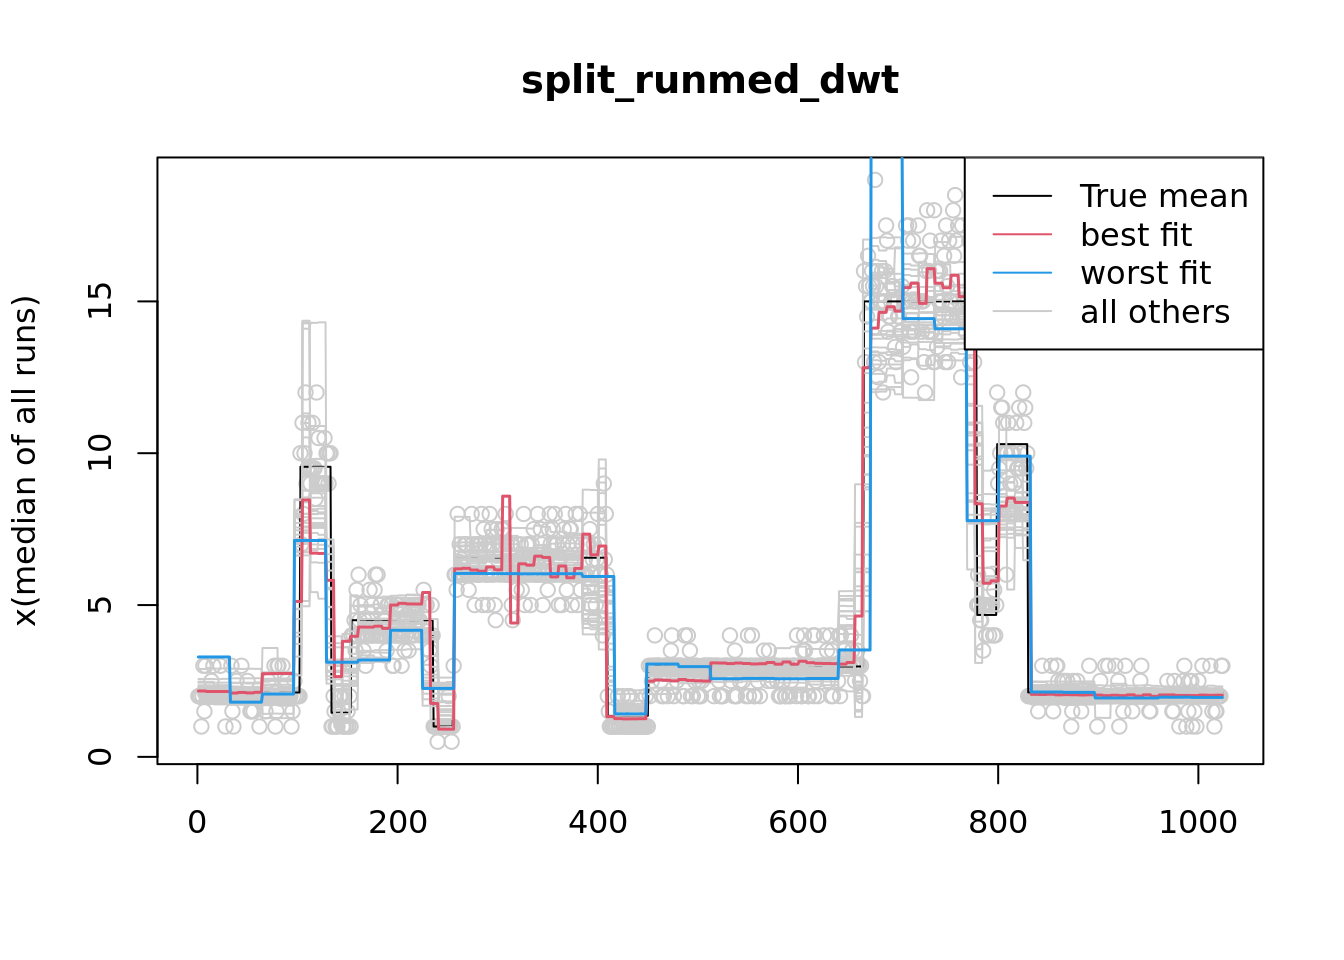 split_runmed_dwt
x(median of all runs)
15
10
5
0
True mean
best fit
worst fit
all others
0 200 400 600 800 1000